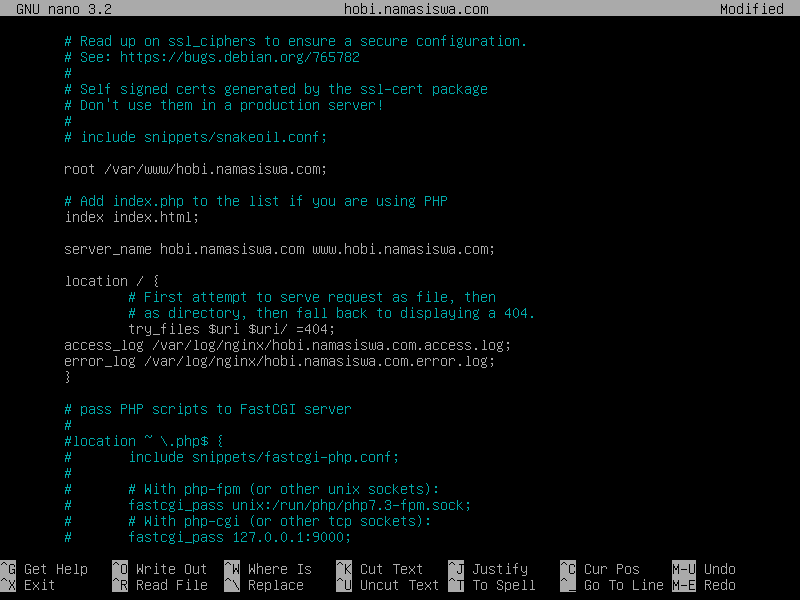 GNU nano 3.2 hobi.namasiswa.com Modified
# Read up on ssl_ciphers to ensure a secure configuration.
# See: https://bugs.debian.org/765782
#
# Self signed certs generated by the ssl-cert package
# Don't use them in a production server!
#
# include snippets/snakeoil.conf;
root /var/www/hobi.namasiswa.com;
# Add index.php to the list if you are using PHP
index index.html;
server_name hobi.namasiswa.com www.hobi.namasiswa.com;
location / {
# First attempt to serve request as file, then
# as directory, then fall back to displaying a 404.
try_files $uri $uri/ =404;
access_log /var/log/nginx/hobi.namasiswa.com.access.log;
error_log /var/log/nginx/hobi.namasiswa.com.error.log;
}
# pass PHP scripts to FastCGI server
#
#location ~ \.php$ {
# include snippets/fastcgi-php.conf;
#
# # With php-fpm (or other unix sockets):
# fastcgi_pass unix:/run/php/php7.3-fpm.sock;
# # With php-cgi (or other tcp sockets):
# fastcgi_pass 127.0.0.1:9000;
^G Get Help ^O Write Out ^W Where Is ^K Cut Text ^J Justify ^C Cur Pos M-U Undo
^X Exit ^R Read File ^\ Replace ^U Uncut Text ^T To Spell ^_ Go To Line M-E Redo